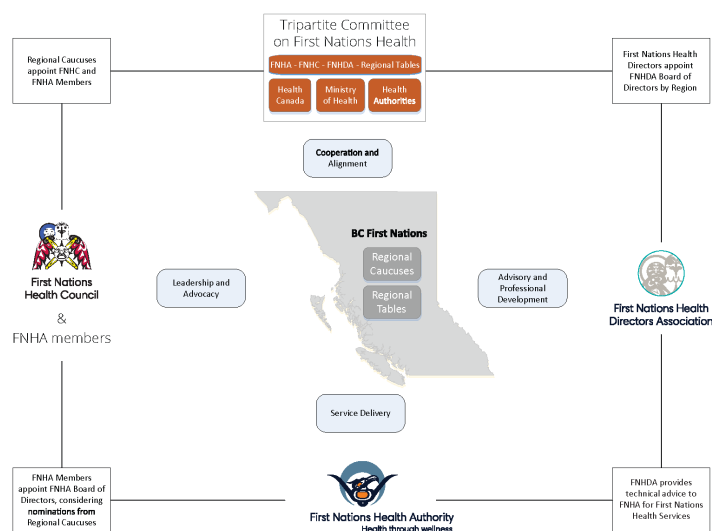 Tripartite Committee
on First Nations Health
FNHA - FNHC - FNHDA - Regional Tables
Health
Canada
Ministry
of Health
Health
Authorities
Regional Caucuses
appoint FNHC and
FNHA Members
First Nations Health
Directors appoint
FNHDA Board of
Directors by Region
Cooperation and
Alignment
BC First Nations
Regional
Caucuses
Regional
Tables
First Nations
Health Council
&
FNHA members
Leadership and
Advocacy
Advisory and
Professional
Development
First Nations Health
Directors Association
Service Delivery
FNHA Members
appoint FNHA Board of
Directors, considering
nominations from
Regional Caucuses
First Nations Health Authority
Health through wellness
FNHDA provides
technical advice to
FNHA for First Nations
Health Services